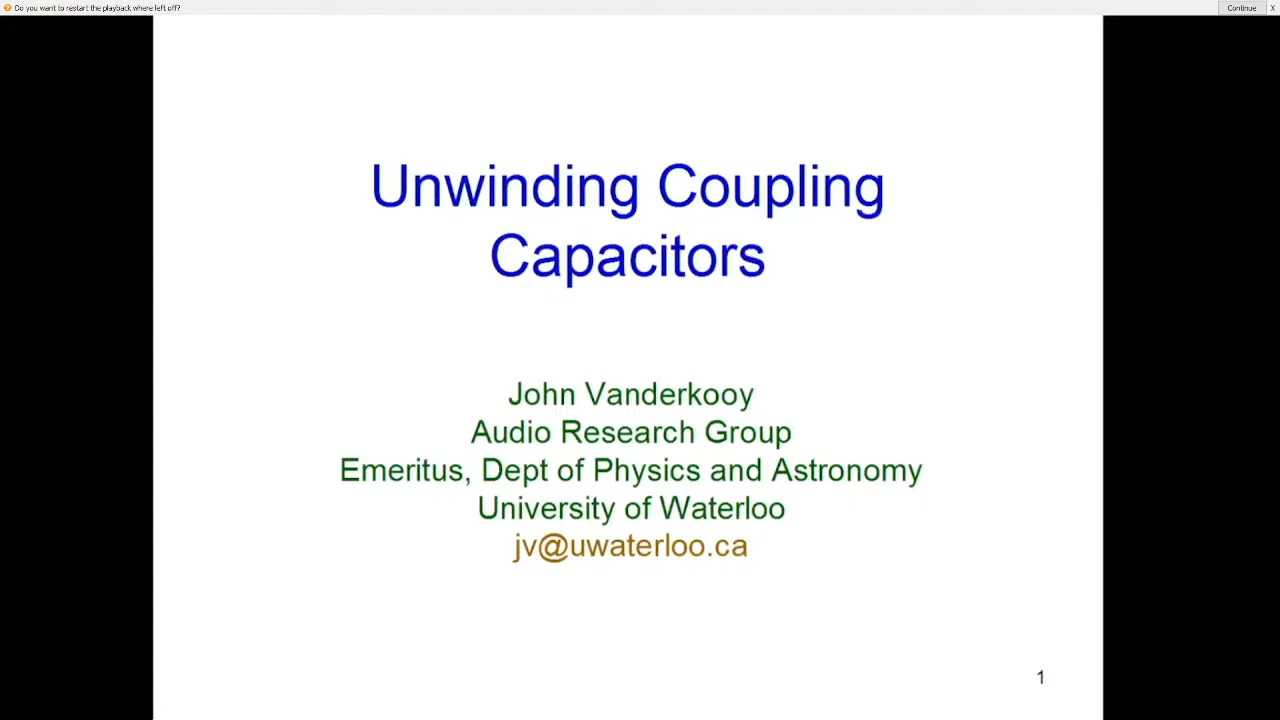 Do you want to restart the playback where left off?
Continue
X
Unwinding Coupling
Capacitors
John Vanderkooy
Audio Research Group
Emeritus, Dept of Physics and Astronomy
University of Waterloo
jv@uwaterloo.ca
1